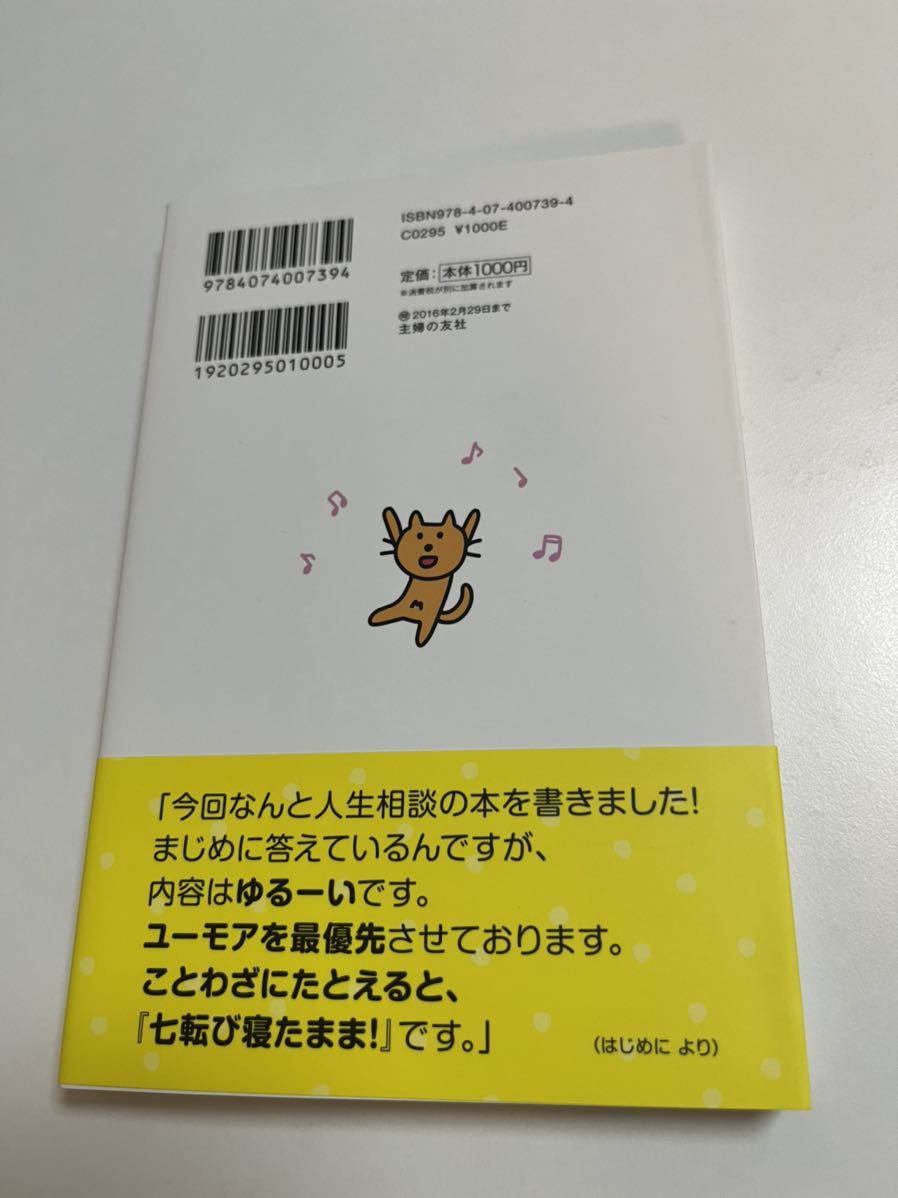 ISBN978-4-07-400739-4
C0295 ¥1000E
9784074007394
定価：本体1000円
※消費税が別に加算されます
1920295010005
㊕2016年2月29日まで
主婦の友社
「今回なんと人生相談の本を書きました！
まじめに答えているんですが、
内容はゆるーいです。
ユーモアを最優先させております。
ことわざにたとえると、
『七転び寝たまま！』です。」
（はじめに より）